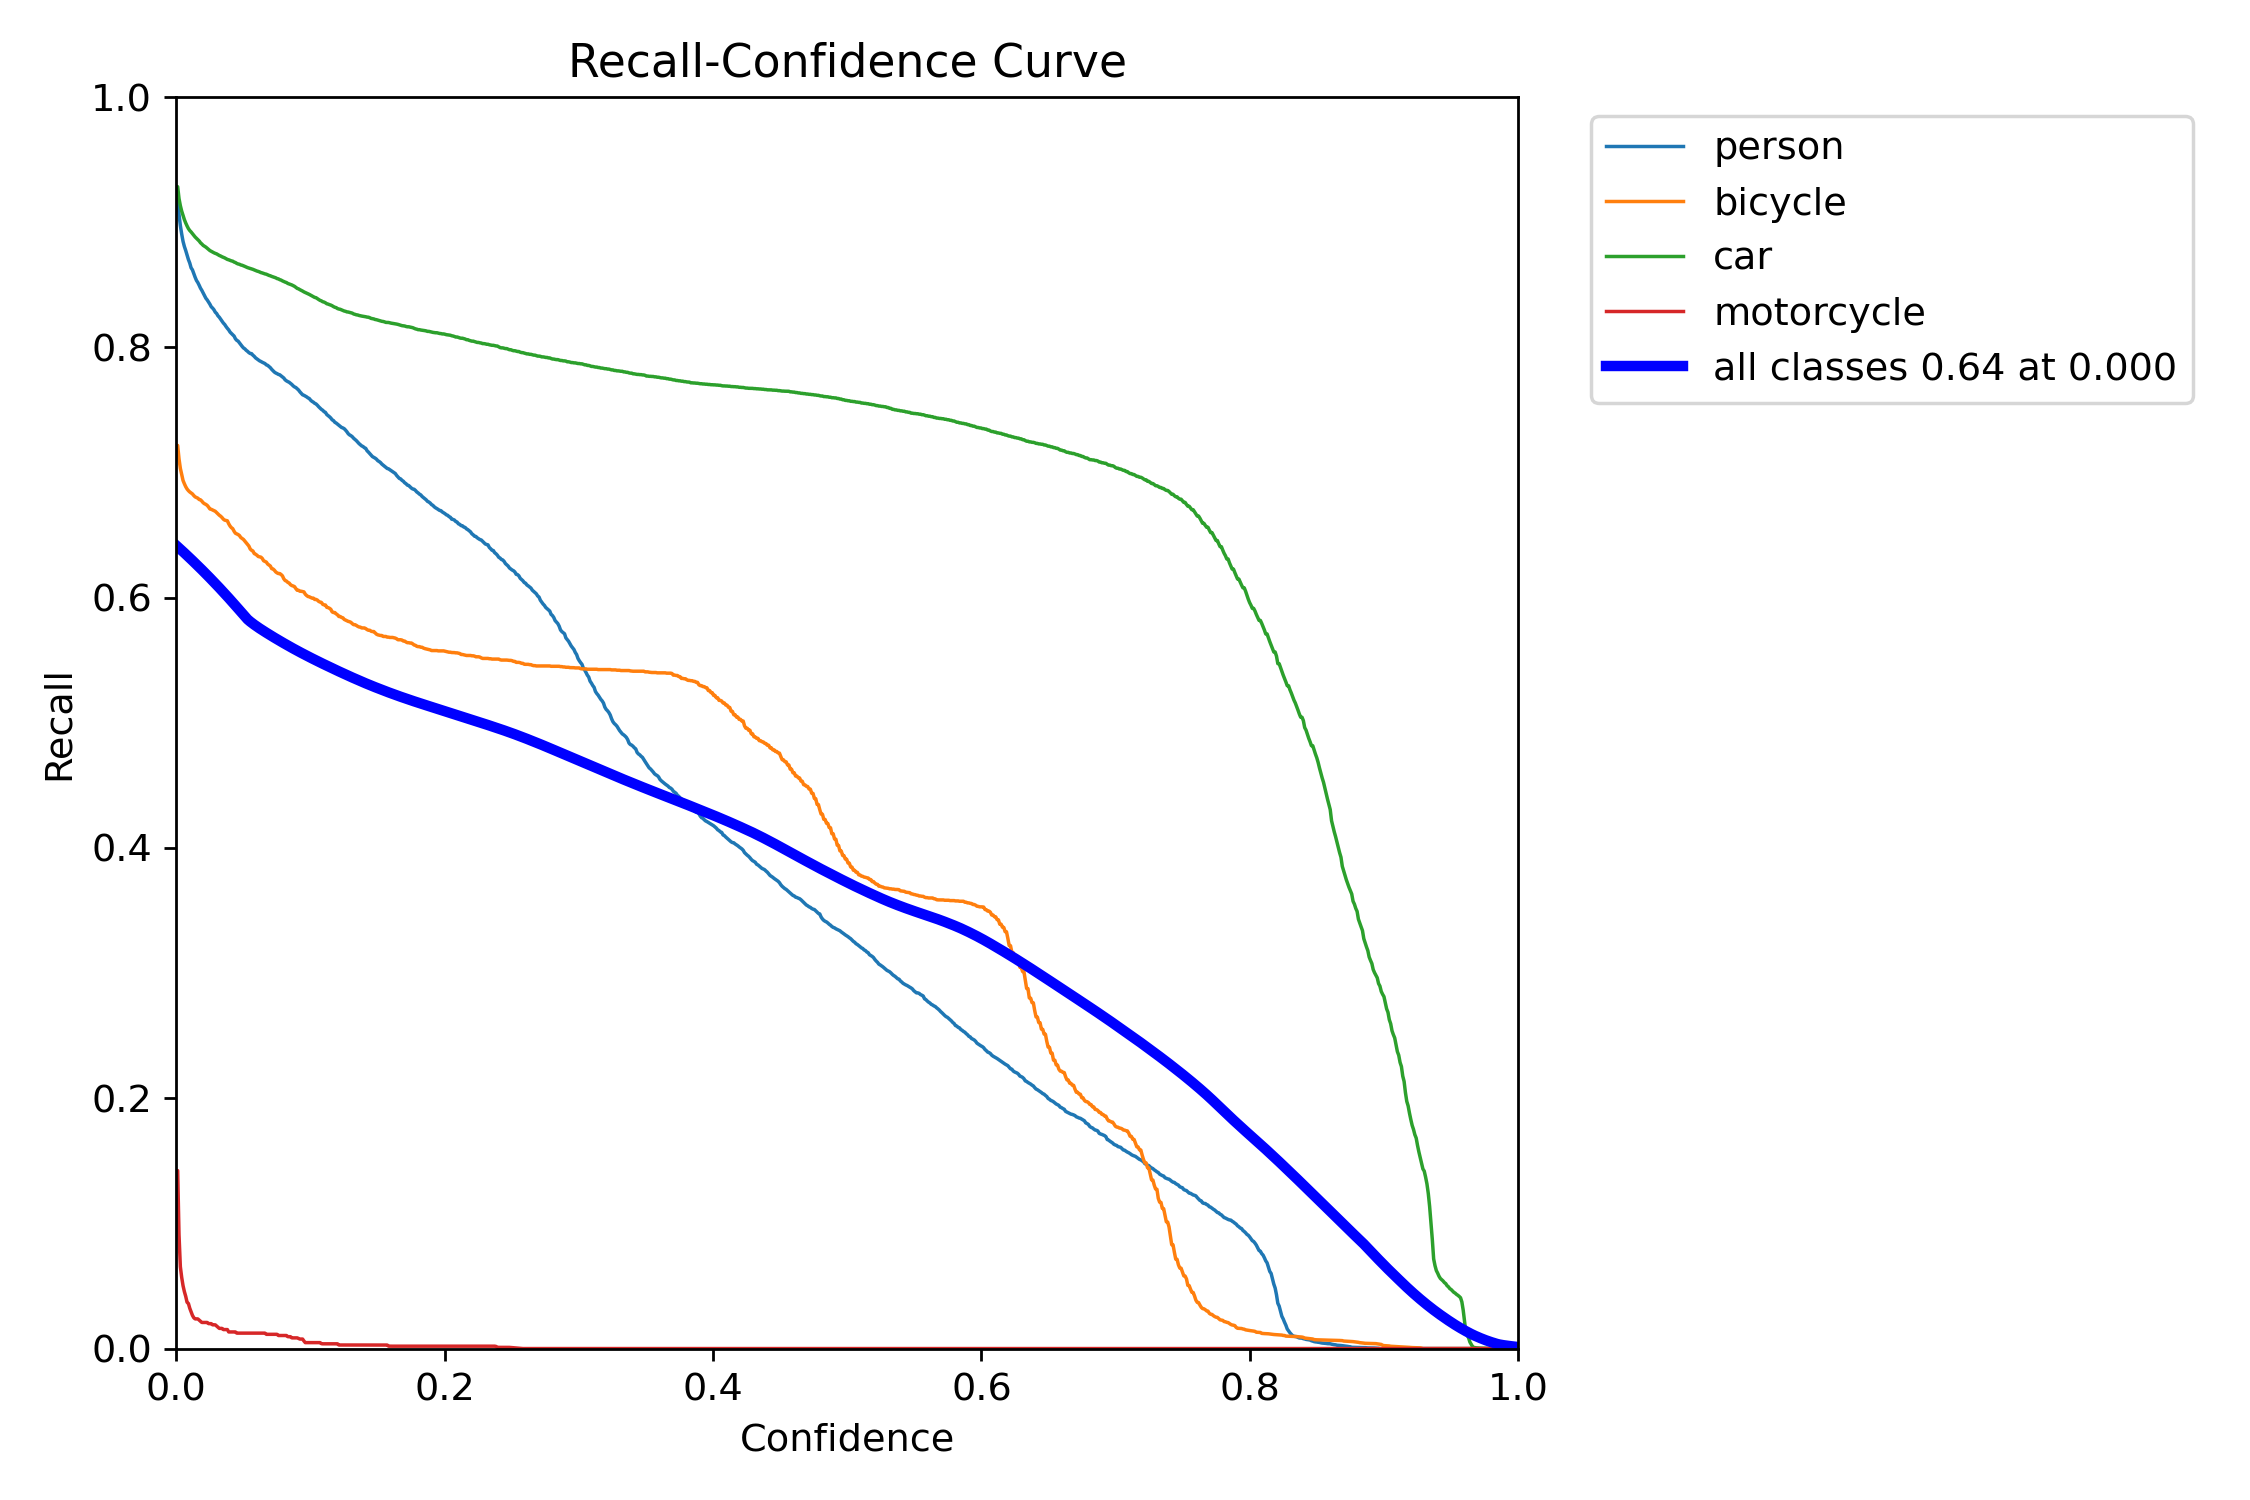 Recall-Confidence Curve
1.0
0.8
0.6
0.4
0.2
0.0
Recall
0.0 0.2 0.4 0.6 0.8 1.0
Confidence
person
bicycle
car
motorcycle
all classes 0.64 at 0.000